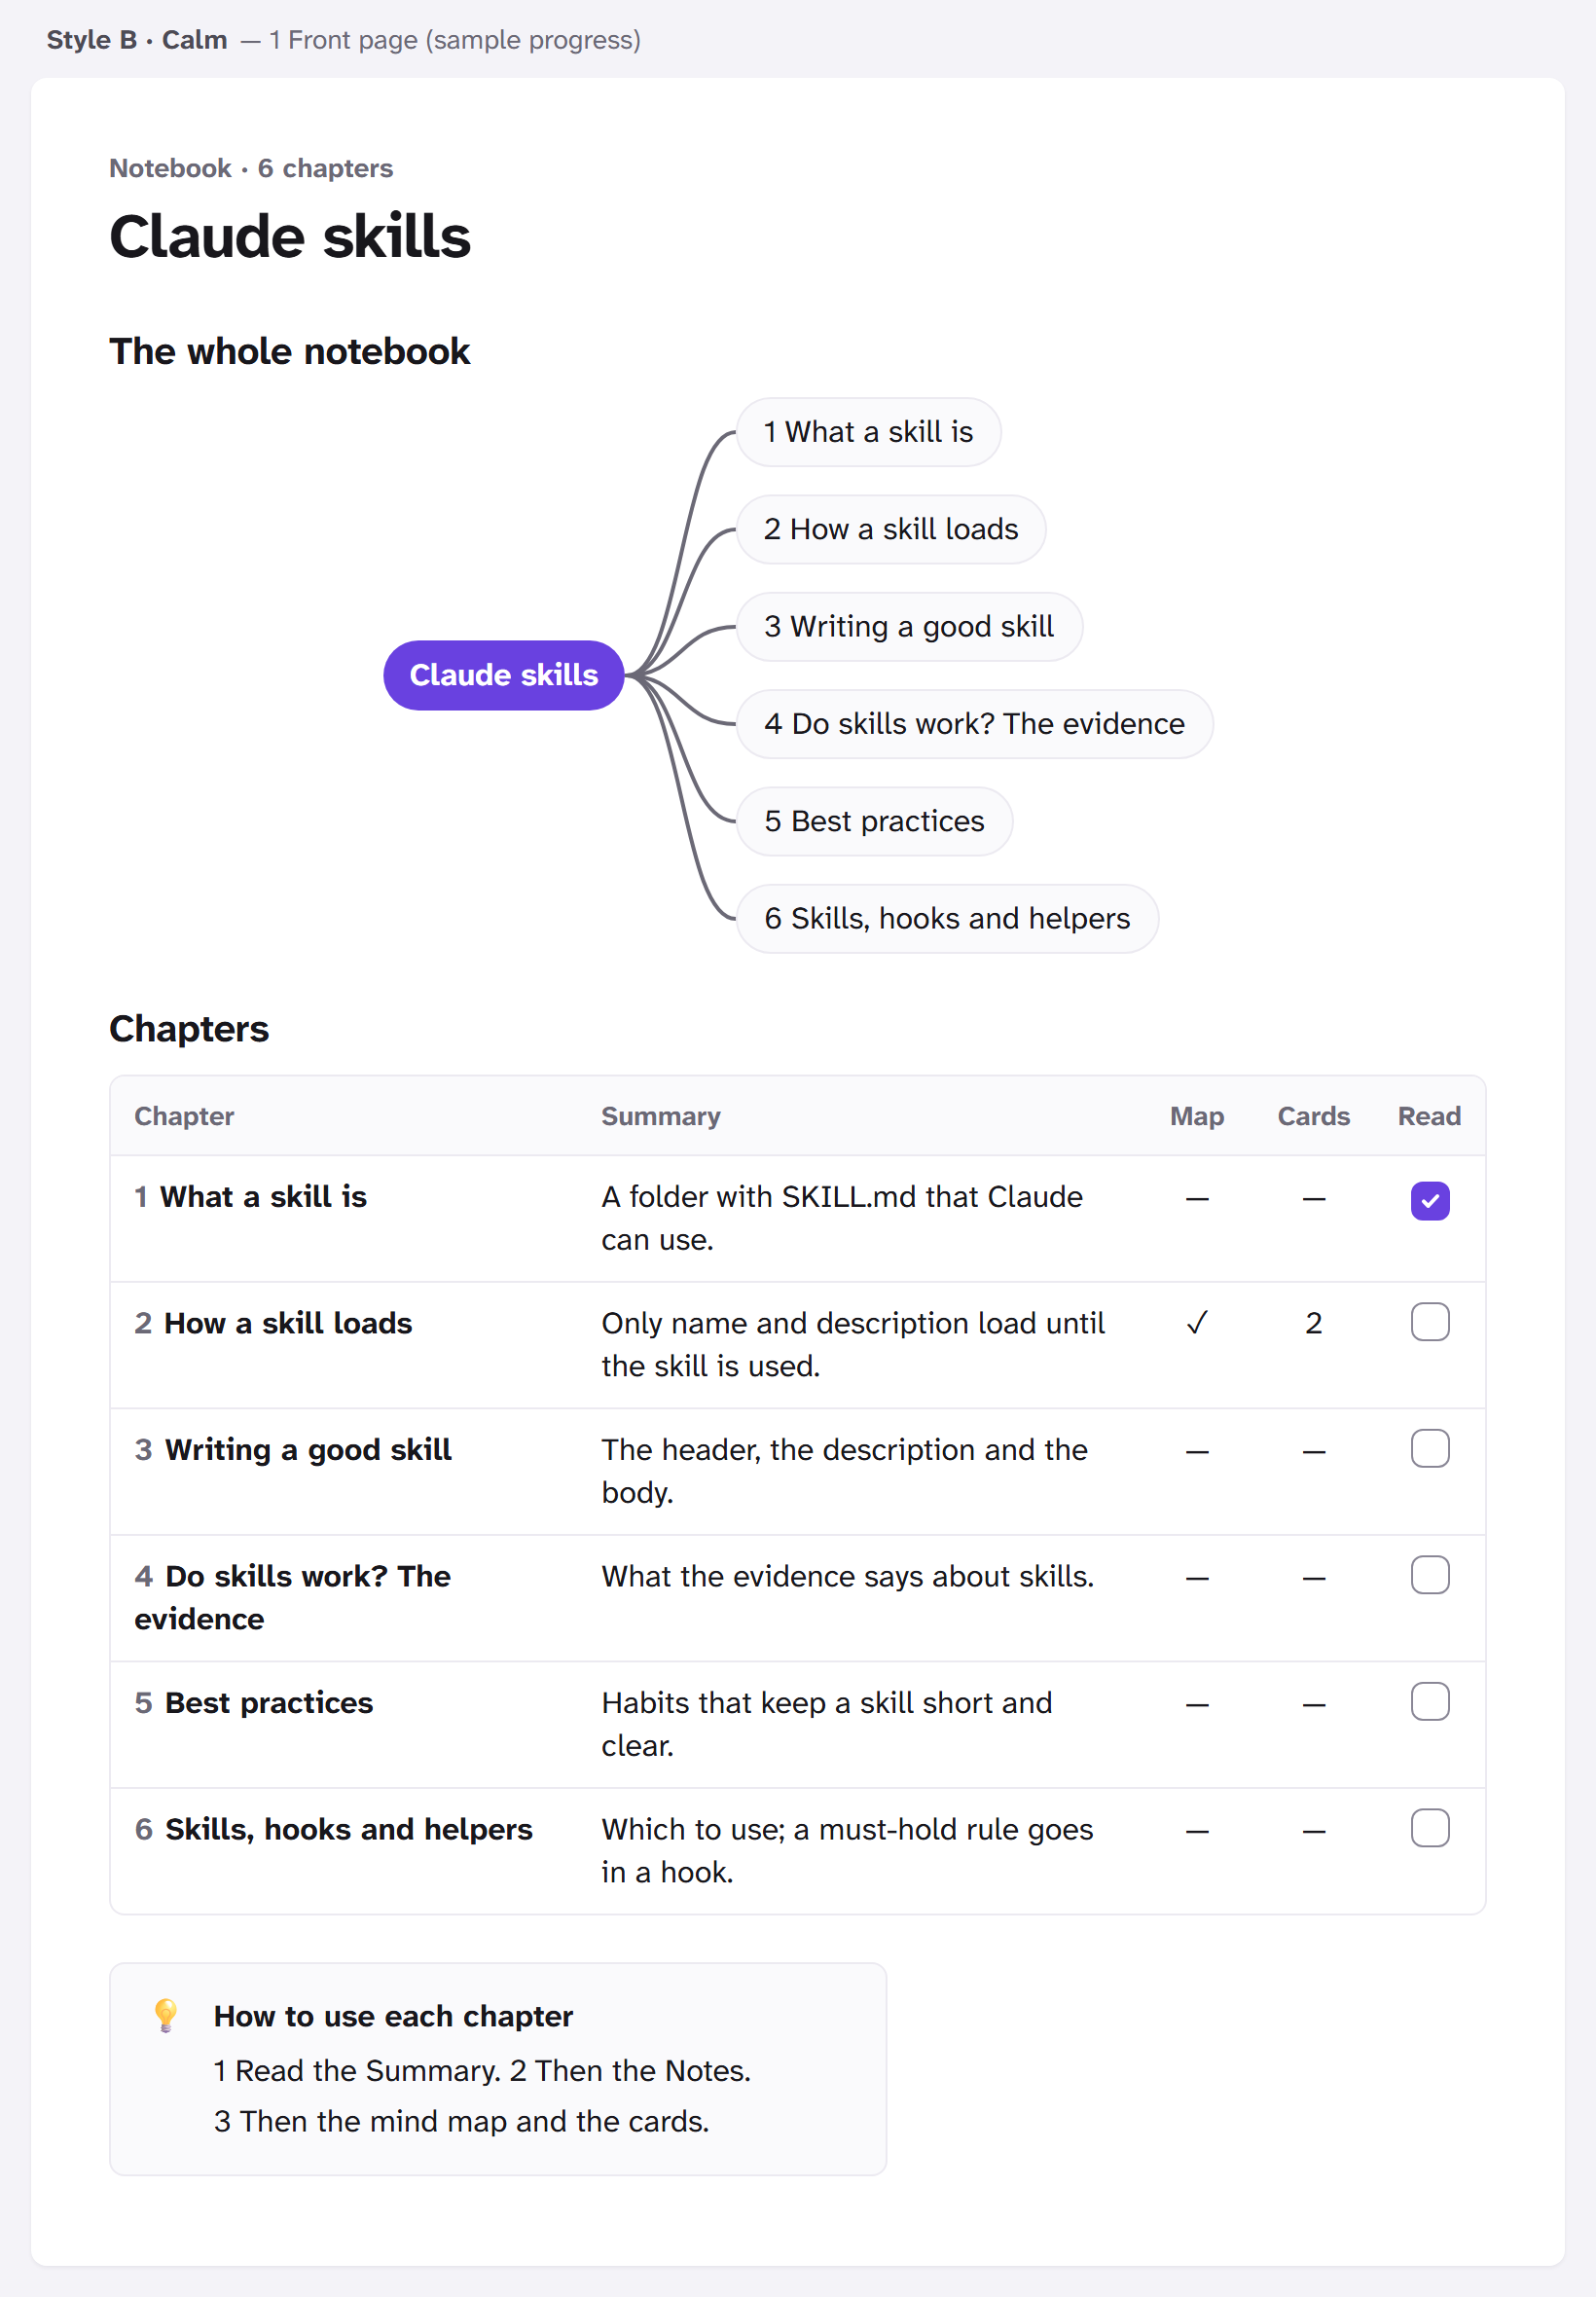 Style B · Calm — 1 Front page (sample progress)
Notebook · 6 chapters
Claude skills
The whole notebook
1 What a skill is
2 How a skill loads
3 Writing a good skill
Claude skills
4 Do skills work? The evidence
5 Best practices
6 Skills, hooks and helpers
Chapters
Chapter Summary Map Cards Read
1 What a skill is A folder with SKILL.md that Claude — — ✓
can use.
2 How a skill loads Only name and description load until ✓ 2
the skill is used.
3 Writing a good skill The header, the description and the — —
body.
4 Do skills work? The What the evidence says about skills. — —
evidence
5 Best practices Habits that keep a skill short and — —
clear.
6 Skills, hooks and helpers Which to use; a must-hold rule goes — —
in a hook.
How to use each chapter
1 Read the Summary. 2 Then the Notes.
3 Then the mind map and the cards.